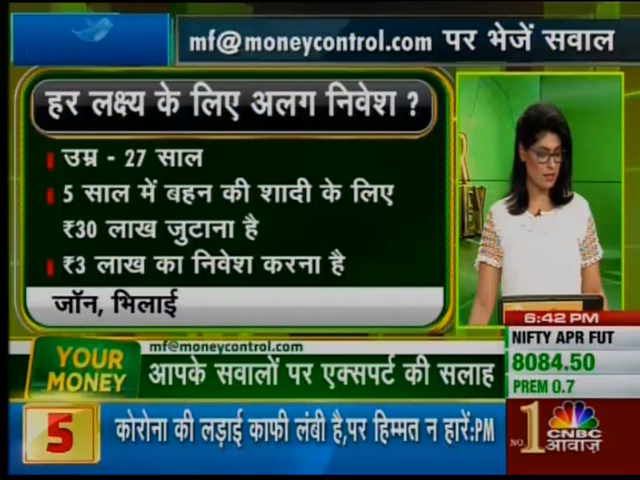 mf@moneycontrol.com पर भेजें सवाल
हर लक्ष्य के लिए अलग निवेश ?
उम्र - 27 साल
5 साल में बहन की शादी के लिए
₹30 लाख जुटाना है
₹3 लाख का निवेश करना है
जॉन, भिलाई
6:42 PM
NIFTY APR FUT
8084.50
PREM 0.7
YOUR
MONEY
mf@moneycontrol.com
आपके सवालों पर एक्सपर्ट की सलाह
5
कोरोना की लड़ाई काफी लंबी है,पर हिम्मत न हारें:PM
NO.1
CNBC
आवाज़